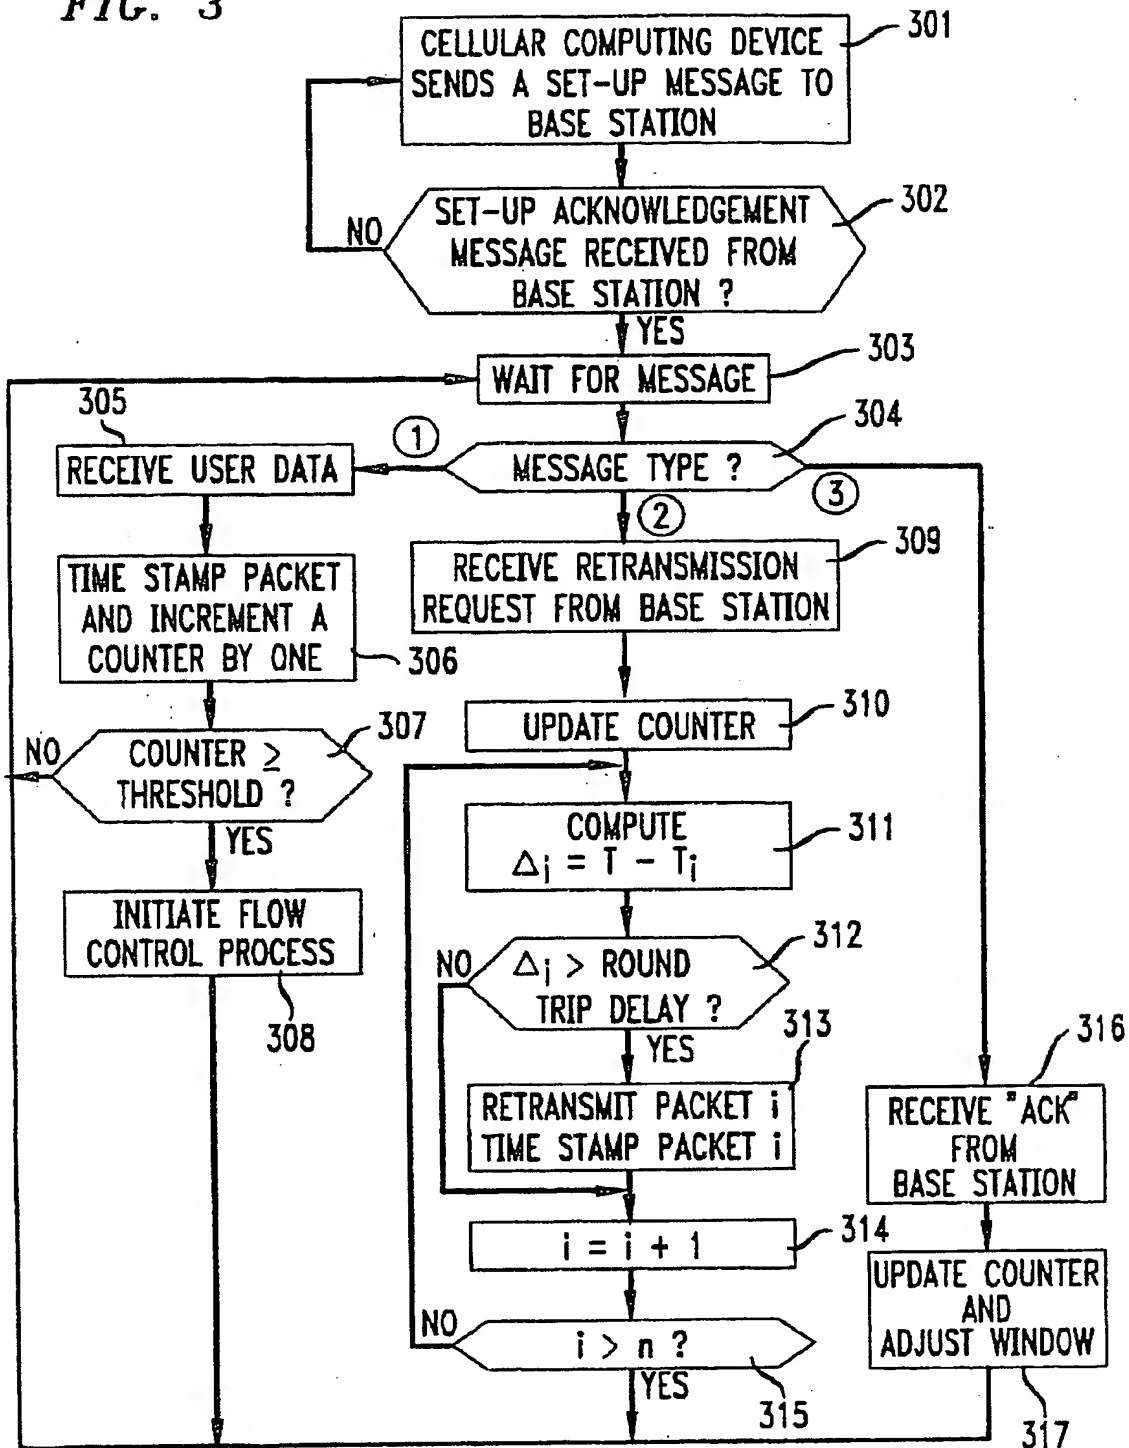 FIG. 3
CELLULAR COMPUTING DEVICE
SENDS A SET-UP MESSAGE TO
BASE STATION
301
SET-UP ACKNOWLEDGEMENT
MESSAGE RECEIVED FROM
BASE STATION ?
302
NO
YES
WAIT FOR MESSAGE
303
MESSAGE TYPE ?
304
1
2
3
305
RECEIVE USER DATA
TIME STAMP PACKET
AND INCREMENT A
COUNTER BY ONE
306
COUNTER ≥
THRESHOLD ?
307
NO
YES
INITIATE FLOW
CONTROL PROCESS
308
RECEIVE RETRANSMISSION
REQUEST FROM BASE STATION
309
UPDATE COUNTER
310
COMPUTE
Δi = T - Ti
311
Δi > ROUND
TRIP DELAY ?
312
NO
YES
313
RETRANSMIT PACKET i
TIME STAMP PACKET i
i = i + 1
314
i > n ?
315
NO
YES
316
RECEIVE "ACK"
FROM
BASE STATION
UPDATE COUNTER
AND
ADJUST WINDOW
317